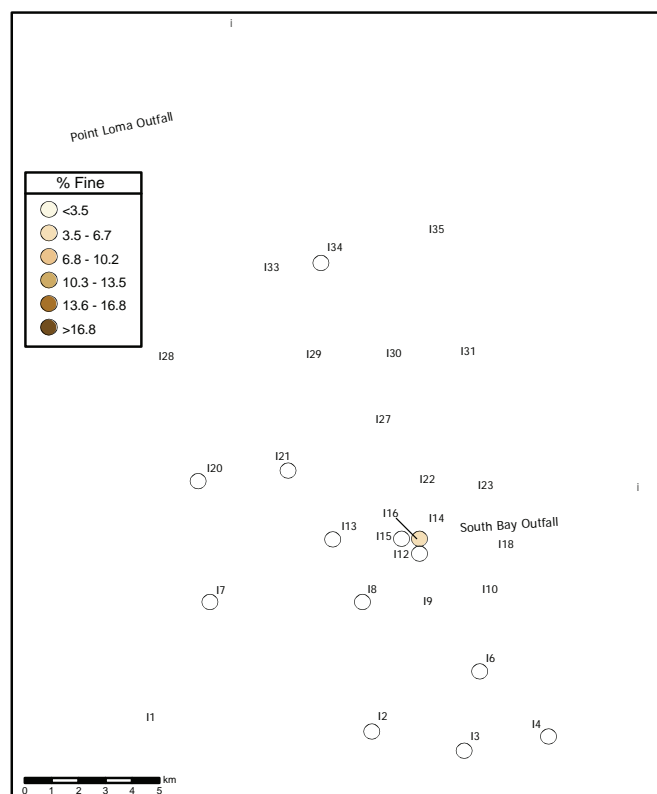 i
Point Loma Outfall
% Fine
<3.5
3.5 - 6.7
6.8 - 10.2
10.3 - 13.5
13.6 - 16.8
>16.8
I35
I34
I33
I28
I29
I30
I31
I27
I21
I20
I22
I23
i
I16
I14
South Bay Outfall
I13
I15
I18
I12
I7
I8
I9
I10
I6
I1
I2
I4
I3
km
0 1 2 3 4 5